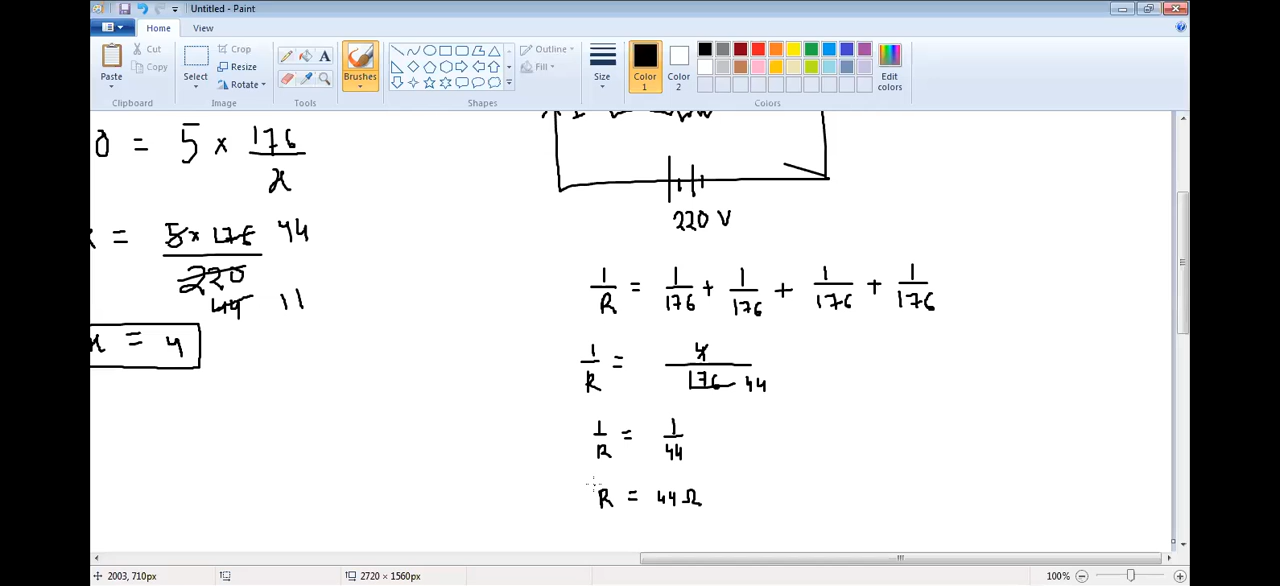 Untitled - Paint
Home View
Paste
Cut
Copy
Clipboard
Select
Crop
Resize
Rotate
Image
A
Tools
Brushes
Shapes
Outline
Fill
Size
Color 1
Color 2
Edit colors
Colors
0 = 5 × 176/x
= 5 × 176 44
220
44 11
x = 4
220 V
1/R = 1/176 + 1/176 + 1/176 + 1/176
1/R = 4/176 44
1/R = 1/44
R = 44 Ω
2003, 710px
2720 × 1560px
100%